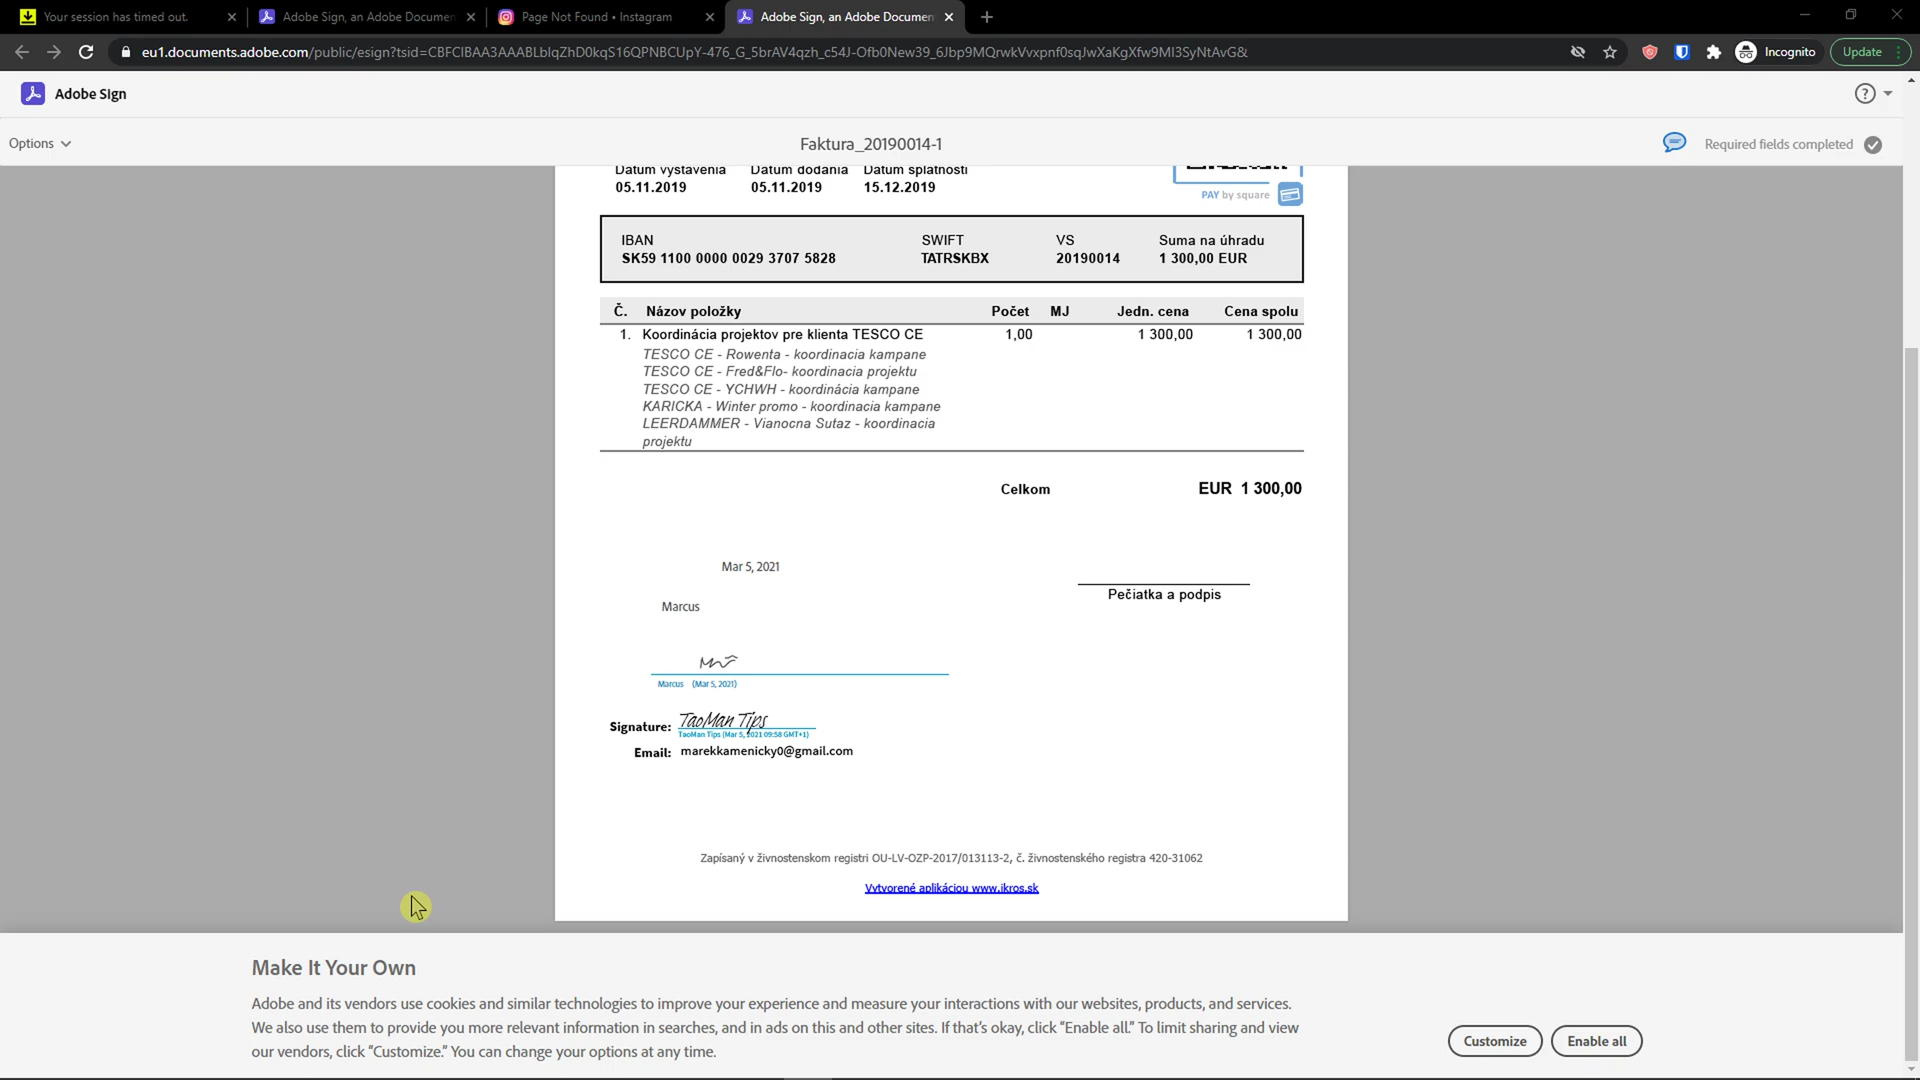 Your session has timed out.
Adobe Sign, an Adobe Documen
Page Not Found • Instagram
Adobe Sign, an Adobe Documen
eu1.documents.adobe.com/public/esign?tsid=CBFCIBAA3AAABLblqZhD0kqS16QPNBCUpY-476_G_5brAV4qzh_c54J-Ofb0New39_6Jbp9MQrwkVvxpnf0sqJwXaKgXfw9MI3SyNtAvG&
Incognito
Update
Adobe Sign
Options
Faktura_20190014-1
Required fields completed
Dátum vystavenia Dátum dodania Dátum splatnosti
05.11.2019 05.11.2019 15.12.2019
PAY by square
IBAN SWIFT VS Suma na úhradu
SK59 1100 0000 0029 3707 5828 TATRSKBX 20190014 1 300,00 EUR
Č. Názov položky Počet MJ Jedn. cena Cena spolu
1. Koordinácia projektov pre klienta TESCO CE 1,00 1 300,00 1 300,00
TESCO CE - Rowenta - koordinacia kampane
TESCO CE - Fred&Flo- koordinacia projektu
TESCO CE - YCHWH - koordinácia kampane
KARICKA - Winter promo - koordinacia kampane
LEERDAMMER - Vianocna Sutaz - koordinacia
projektu
Celkom EUR 1 300,00
Mar 5, 2021
Pečiatka a podpis
Marcus
Marcus (Mar 5, 2021)
Signature: TaoMan Tips
TaoMan Tips (Mar 5, 2021 09:58 GMT+1)
Email: marekkamenicky0@gmail.com
Zapísaný v živnostenskom registri OU-LV-OZP-2017/013113-2, č. živnostenského registra 420-31062
Vytvorené aplikáciou www.ikros.sk
Make It Your Own
Adobe and its vendors use cookies and similar technologies to improve your experience and measure your interactions with our websites, products, and services.
We also use them to provide you more relevant information in searches, and in ads on this and other sites. If that's okay, click “Enable all.” To limit sharing and view
our vendors, click “Customize.” You can change your options at any time.
Customize
Enable all